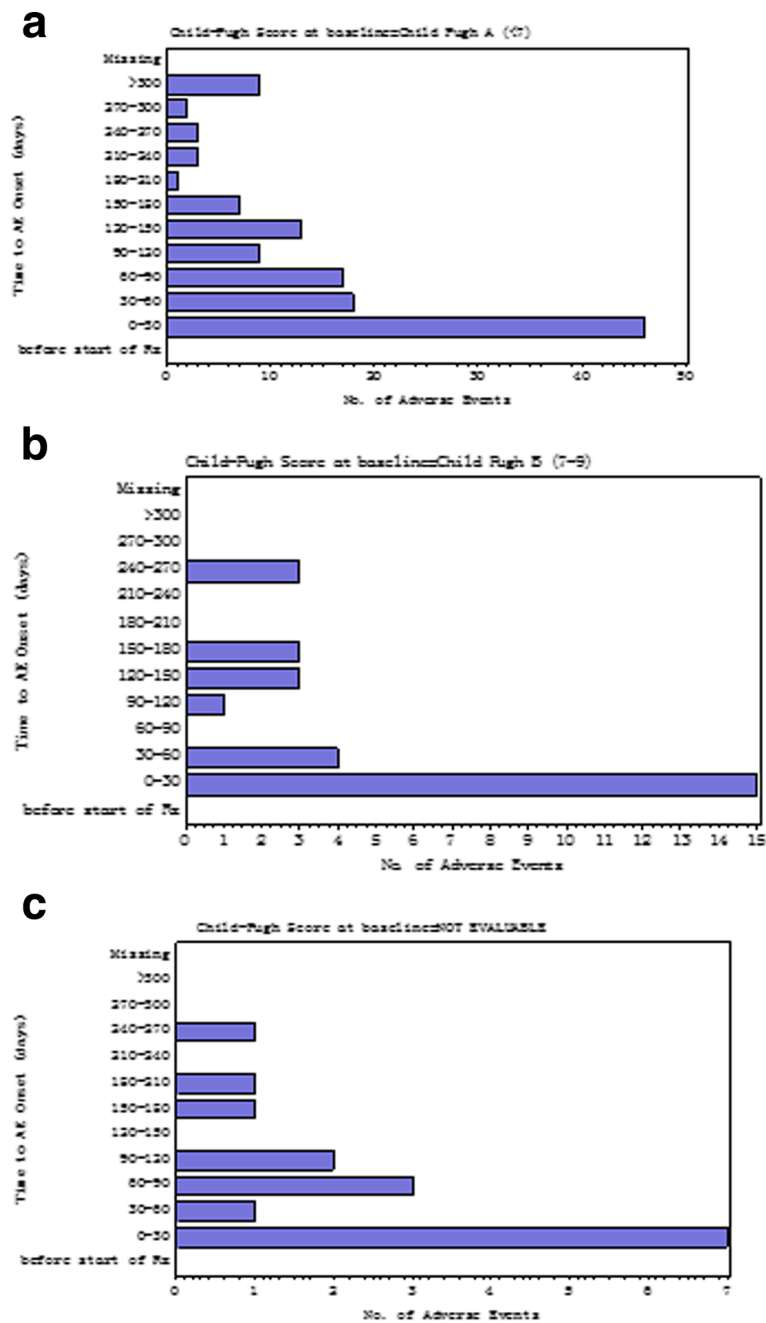 a
Child-Pugh Score at baseline=Child Pugh A (<7)
Missing
>300
270-300
240-270
210-240
180-210
150-180
120-150
90-120
60-90
30-60
0-30
before start of Rx
Time to AE Onset (days)
0 10 20 30 40 50
No. of Adverse Events
b
Child-Pugh Score at baseline=Child Pugh B (7-9)
Missing
>300
270-300
240-270
210-240
180-210
150-180
120-150
90-120
60-90
30-60
0-30
before start of Rx
Time to AE Onset (days)
0 1 2 3 4 5 6 7 8 9 10 11 12 13 14 15
No. of Adverse Events
c
Child-Pugh Score at baseline=NOT EVALUABLE
Missing
>300
270-300
240-270
210-240
180-210
150-180
120-150
90-120
60-90
30-60
0-30
before start of Rx
Time to AE Onset (days)
0 1 2 3 4 5 6 7
No. of Adverse Events